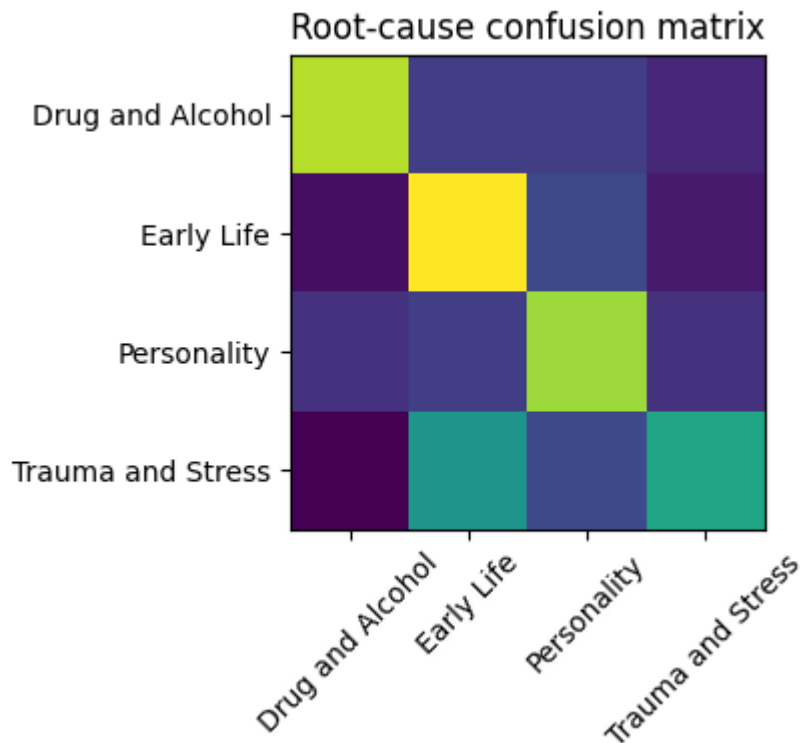 Root-cause confusion matrix
Drug and Alcohol
Early Life
Personality
Trauma and Stress
Drug and Alcohol
Early Life
Personality
Trauma and Stress